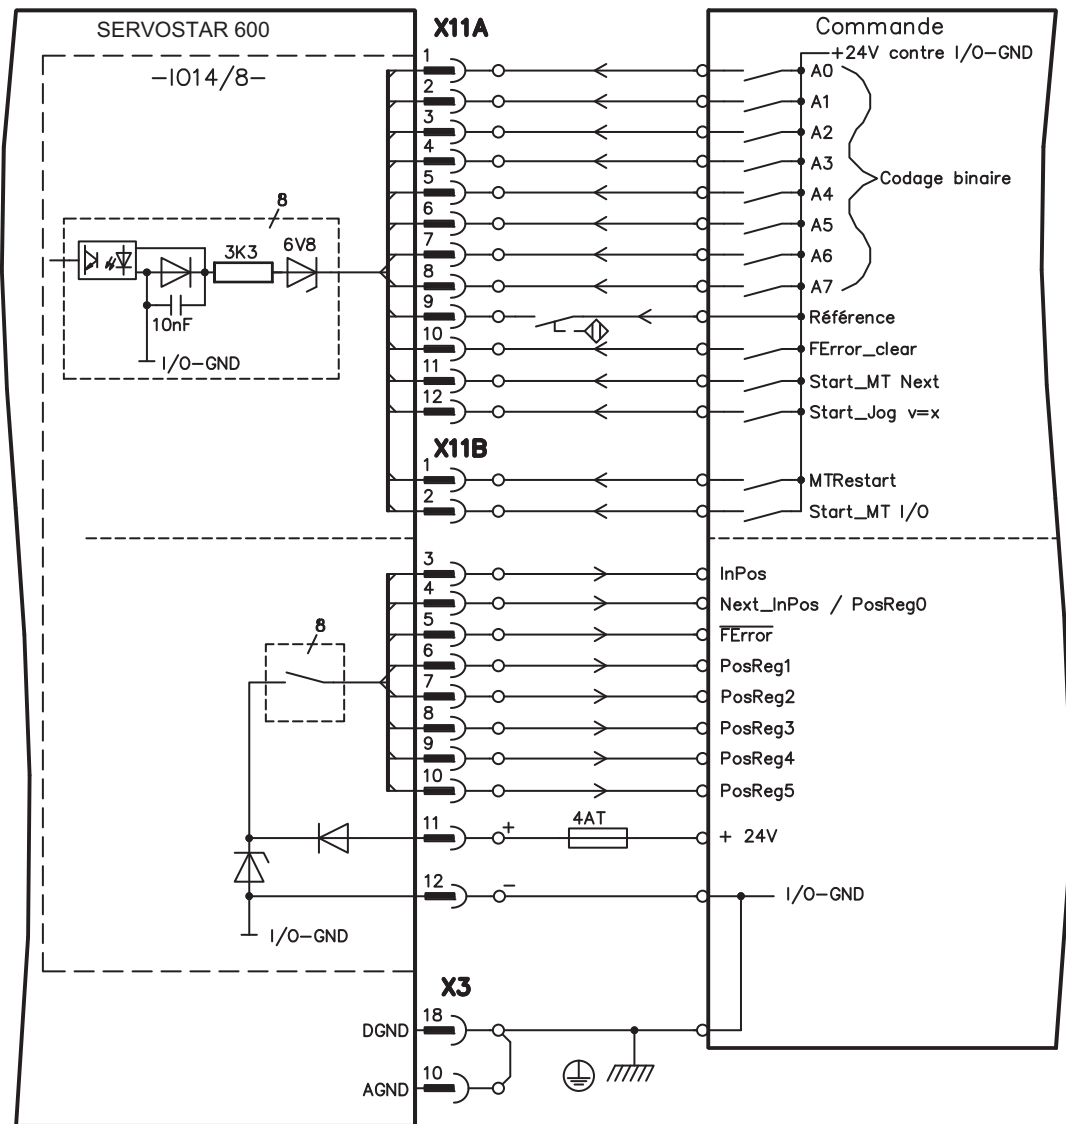 SERVOSTAR 600
X11A
Commande
+24V contre I/O-GND
-IO14/8-
1
A0
2
A1
3
A2
4
A3
Codage binaire
5
A4
6
A5
7
A6
8
A7
9
Référence
10
FError_clear
11
Start_MT Next
12
Start_Jog v=x
8
3K3
6V8
10nF
I/O-GND
X11B
1
MTRestart
2
Start_MT I/O
3
InPos
4
Next_InPos / PosReg0
5
FError
6
PosReg1
7
PosReg2
8
PosReg3
9
PosReg4
10
PosReg5
8
11
+
4AT
+ 24V
12
-
I/O-GND
I/O-GND
X3
DGND
18
AGND
10